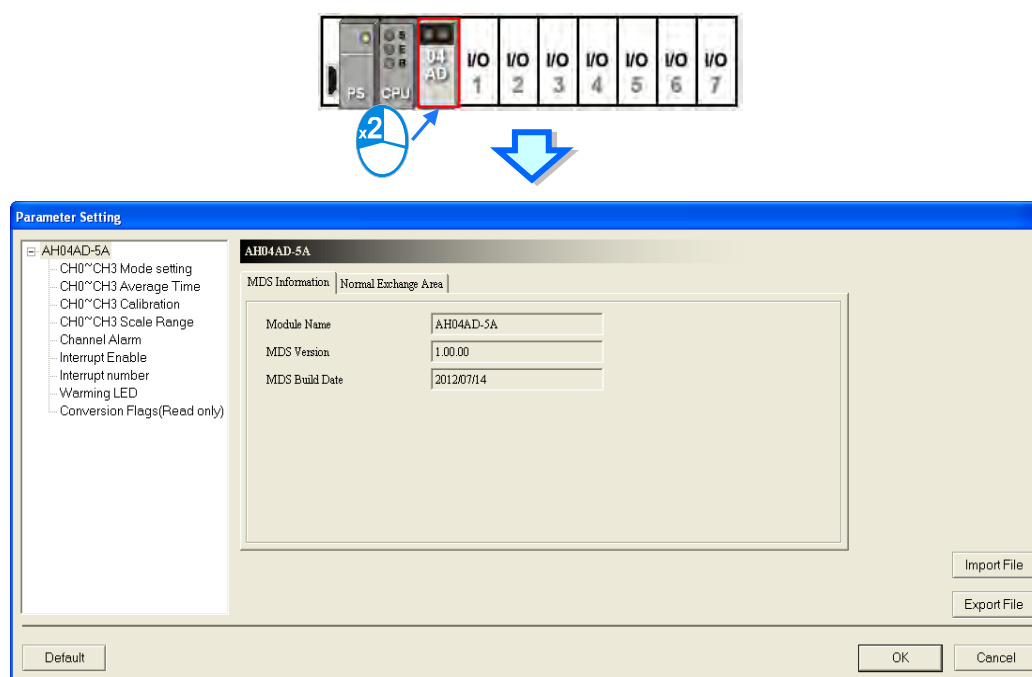 S
E
B
04
AD
PS
CPU
I/O I/O I/O I/O I/O I/O I/O
1 2 3 4 5 6 7
x2
Parameter Setting
AH04AD-5A
CH0~CH3 Mode setting
CH0~CH3 Average Time
CH0~CH3 Calibration
CH0~CH3 Scale Range
Channel Alarm
Interrupt Enable
Interrupt number
Warming LED
Conversion Flags(Read only)
AH04AD-5A
MDS Information Normal Exchange Area
Module Name AH04AD-5A
MDS Version 1.00.00
MDS Build Date 2012/07/14
Import File
Export File
Default OK Cancel